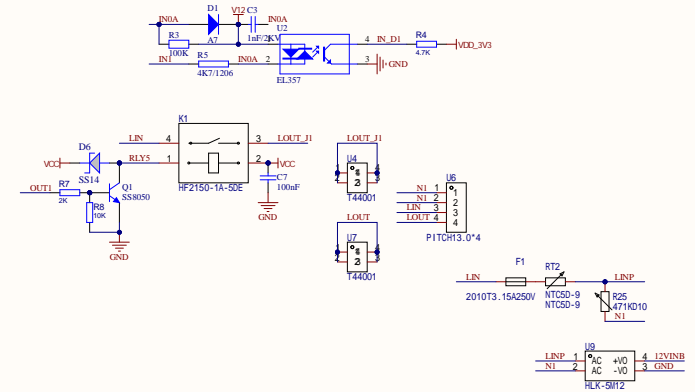 D1 V12 C3
IN0A IN0A
U2
R3 A7 1nF/2KV
100K
4 IN_D1 R4 VDD_3V3
4.7K
IN1 R5 IN0A 2 3 GND
4K7/1206
EL357
K1
LIN 4 3 LOUT_J1
D6
VCC RLY5 1 2 VCC
SS14
HF2150-1A-5DE
C7
100nF
GND
OUT1 R7 Q1
2K SS8050
R8
10K
GND
LOUT_J1
U4
T44001
LOUT
U7
T44001
U6
N1 1 1
N1 2 2
LIN 3 3
LOUT 4 4
PITCH13.0*4
F1 RT2
LIN LINP
2010T3.15A250V NTC5D-9
NTC5D-9
R25
471KD10
N1
U9
LINP 1 AC +VO 4 12VINB
N1 2 AC -VO 3 GND
HLK-5M12